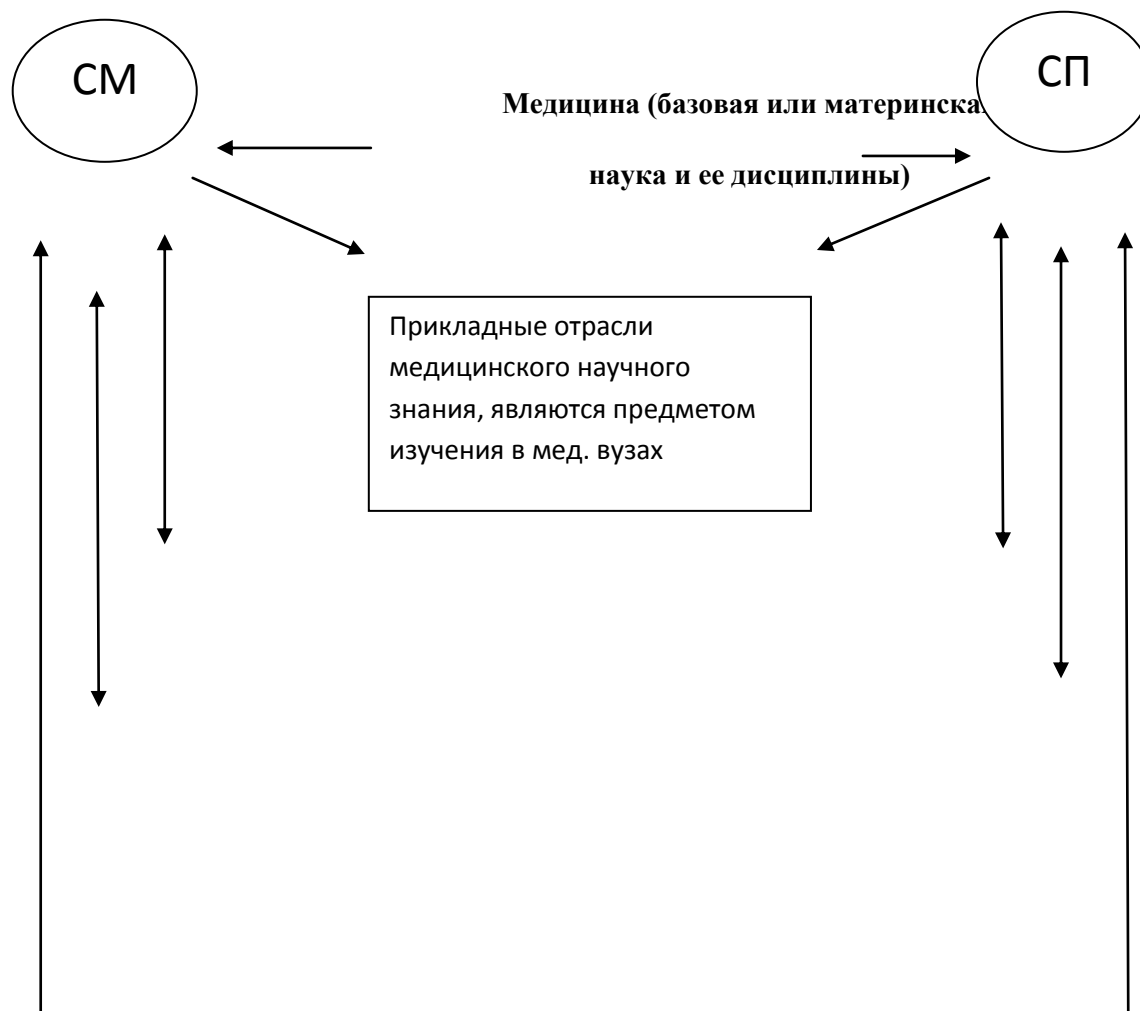 СМ
СП
Медицина (базовая или материнска
наука и ее дисциплины)
Прикладные отрасли
медицинского научного
знания, являются предметом
изучения в мед. вузах